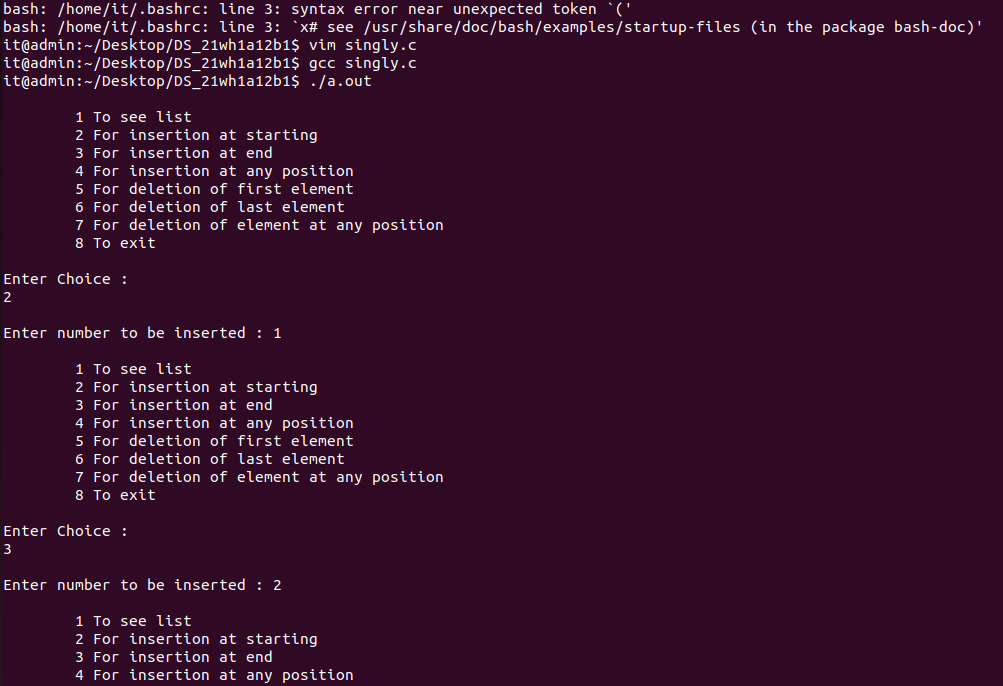 bash: /home/it/.bashrc: line 3: syntax error near unexpected token `('
bash: /home/it/.bashrc: line 3: `x# see /usr/share/doc/bash/examples/startup-files (in the package bash-doc)'
it@admin:~/Desktop/DS_21wh1a12b1$ vim singly.c
it@admin:~/Desktop/DS_21wh1a12b1$ gcc singly.c
it@admin:~/Desktop/DS_21wh1a12b1$ ./a.out
1 To see list
2 For insertion at starting
3 For insertion at end
4 For insertion at any position
5 For deletion of first element
6 For deletion of last element
7 For deletion of element at any position
8 To exit
Enter Choice :
2
Enter number to be inserted : 1
1 To see list
2 For insertion at starting
3 For insertion at end
4 For insertion at any position
5 For deletion of first element
6 For deletion of last element
7 For deletion of element at any position
8 To exit
Enter Choice :
3
Enter number to be inserted : 2
1 To see list
2 For insertion at starting
3 For insertion at end
4 For insertion at any position